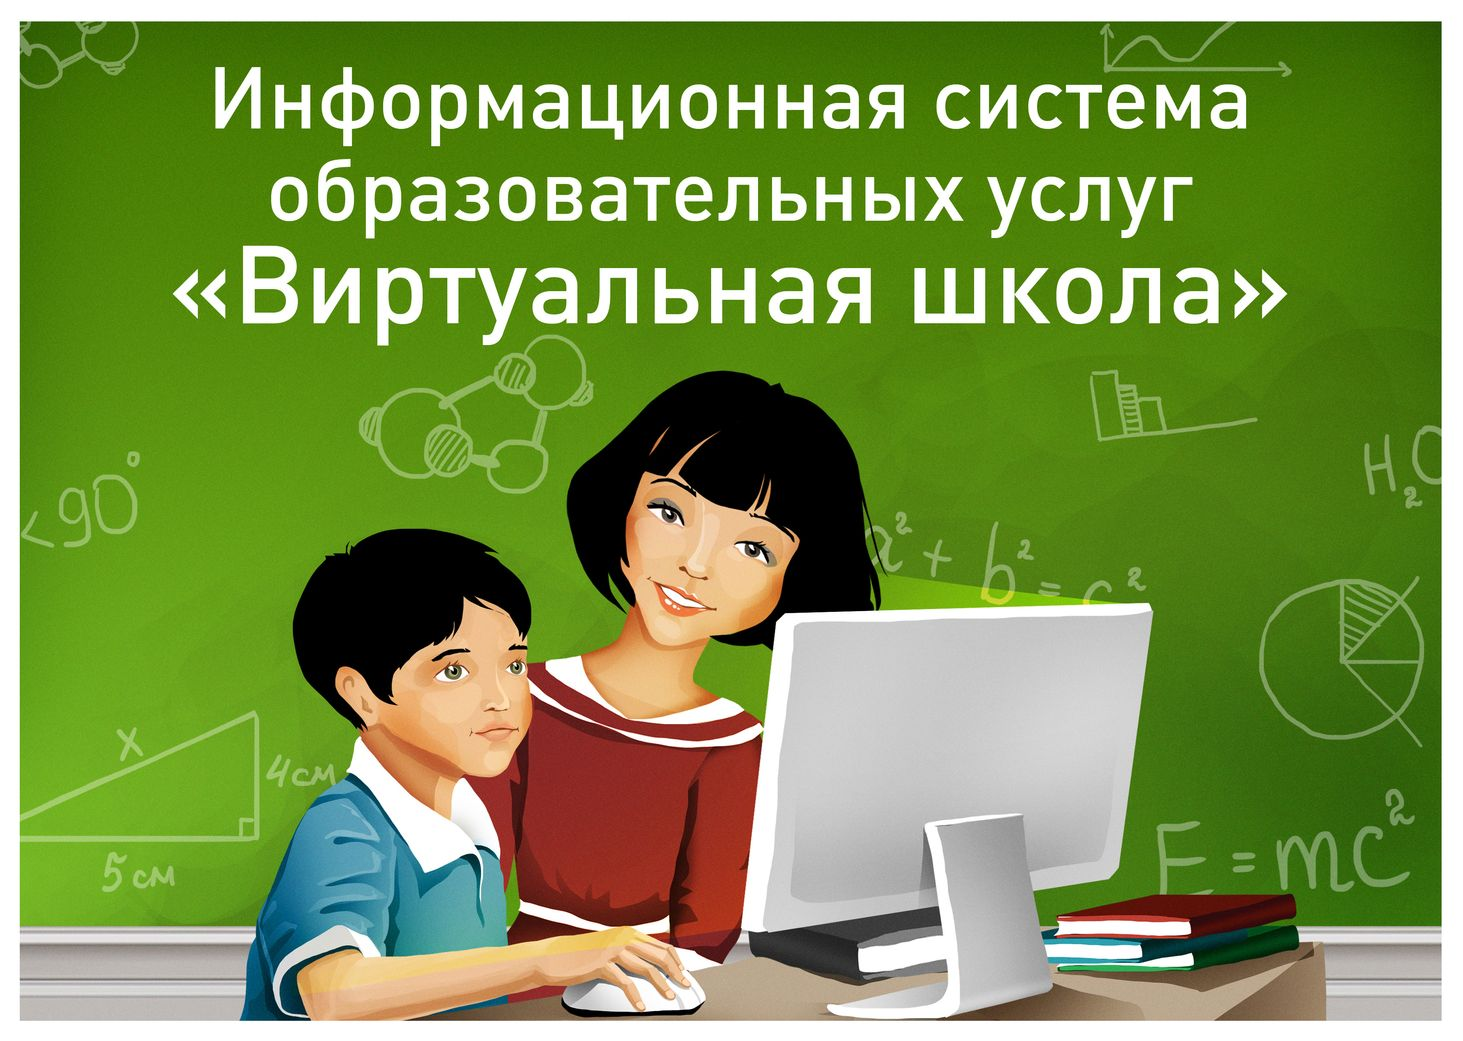 Информационная система
образовательных услуг
«Виртуальная школа»
<90°
H₂O
a² + b² = c²
x
4см
5 см
E = mc²